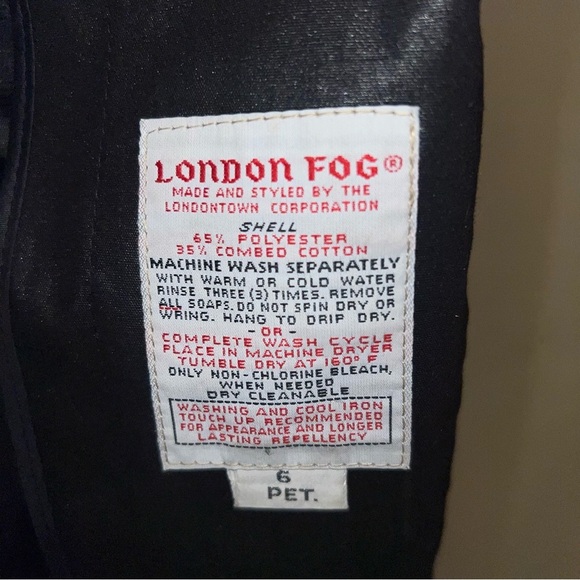 LONDON FOG®
MADE AND STYLED BY THE
LONDONTOWN CORPORATION
SHELL
65% POLYESTER
35% COMBED COTTON
MACHINE WASH SEPARATELY
WITH WARM OR COLD WATER
RINSE THREE (3) TIMES. REMOVE
ALL SOAPS. DO NOT SPIN DRY OR
WRING. HANG TO DRIP DRY.
-OR-
COMPLETE WASH CYCLE
PLACE IN MACHINE DRYER
TUMBLE DRY AT 160° F
ONLY NON-CHLORINE BLEACH,
WHEN NEEDED
DRY CLEANABLE
WASHING AND COOL IRON
TOUCH UP RECOMMENDED
FOR APPEARANCE AND LONGER
LASTING REPELLENCY
6
PET.